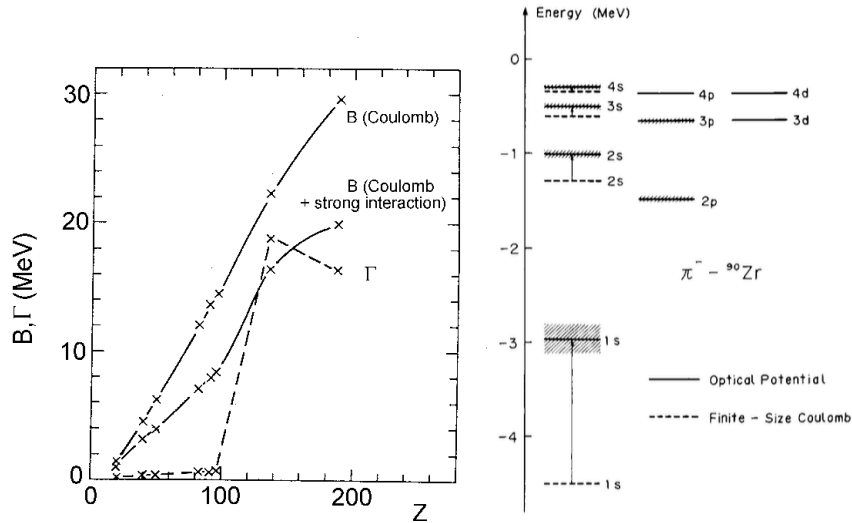 30
20
10
0
B,Γ (MeV)
B (Coulomb)
B (Coulomb
+ strong interaction)
Γ
0
100
200
Z
Energy (MeV)
0
-1
-3
-4
4s
4p
4d
3s
3p
3d
2s
2s
2p
π⁻ - ⁹⁰Zr
1s
Optical Potential
Finite - Size Coulomb
1s